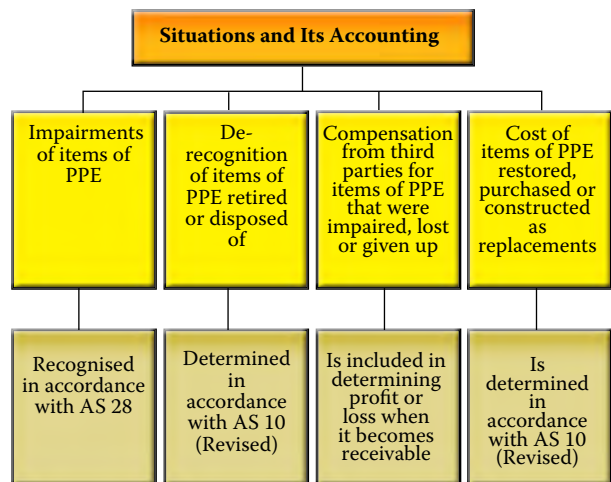 Situations and Its Accounting
Impairments
of items of
PPE
De-
recognition
of items of
PPE retired
or disposed
of
Compensation
from third
parties for
items of PPE
that were
impaired, lost
or given up
Cost of
items of PPE
restored,
purchased or
constructed
as
replacements
Recognised
in accordance
with AS 28
Determined
in
accordance
with AS 10
(Revised)
Is included in
determining
profit or
loss when
it becomes
receivable
Is
determined
in
accordance
with AS 10
(Revised)